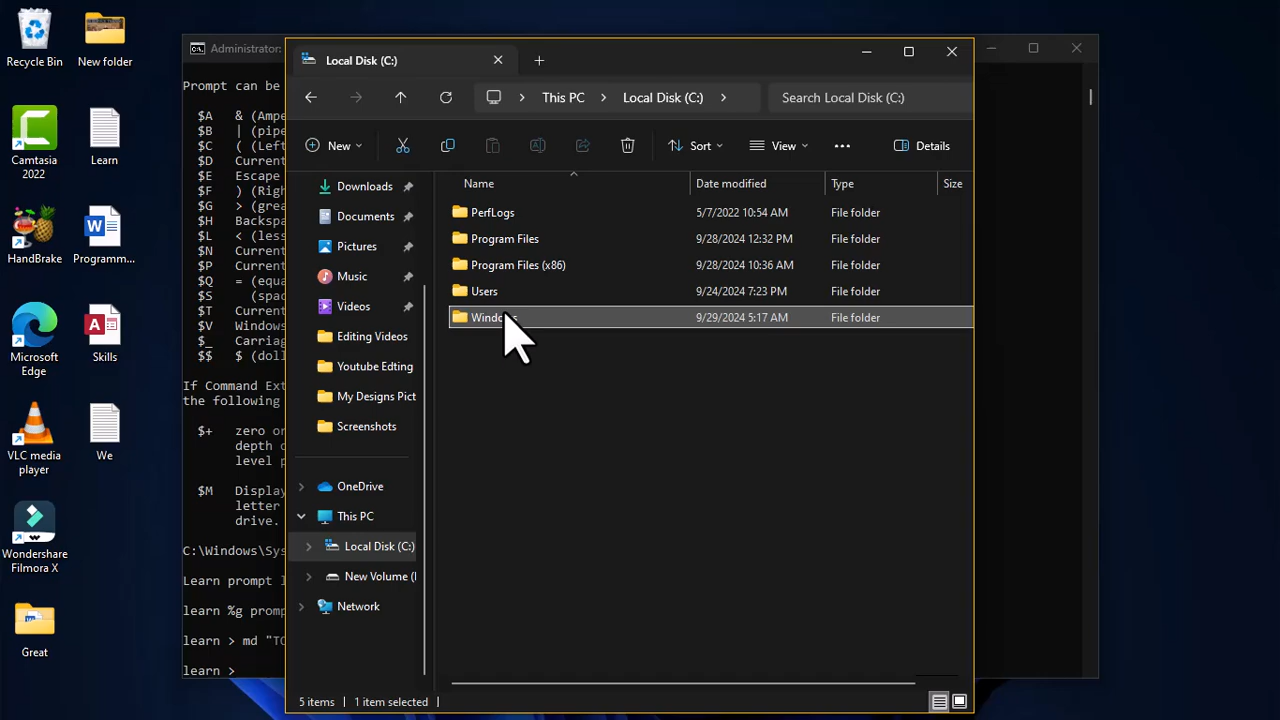 Recycle Bin
New folder
Camtasia 2022
Learn
HandBrake
Programm...
Microsoft Edge
Skills
VLC media player
We
Wondershare Filmora X
Great
Administrator:
Prompt can be
$A & (Ampe
$B | (pipe
$C ( (Left
$D Current
$E Escape
$F ) (Righ
$G > (grea
$H Backspa
$L < (less
$N Current
$P Current
$Q = (equa
$S (spac
$T Current
$V Windows
$_ Carriag
$$ $ (doll
If Command Ext
the following
$+ zero or
depth o
level p
$M Display
letter
drive.
C:\Windows\Sys
Learn prompt l
learn %g promp
learn > md "TO
learn >
Local Disk (C:)
This PC > Local Disk (C:) >
Search Local Disk (C:)
New
Sort
View
Details
Name Date modified Type Size
PerfLogs 5/7/2022 10:54 AM File folder
Program Files 9/28/2024 12:32 PM File folder
Program Files (x86) 9/28/2024 10:36 AM File folder
Users 9/24/2024 7:23 PM File folder
Windows 9/29/2024 5:17 AM File folder
Downloads
Documents
Pictures
Music
Videos
Editing Videos
Youtube Edting
My Designs Pict
Screenshots
OneDrive
This PC
Local Disk (C:)
New Volume (
Network
5 items 1 item selected